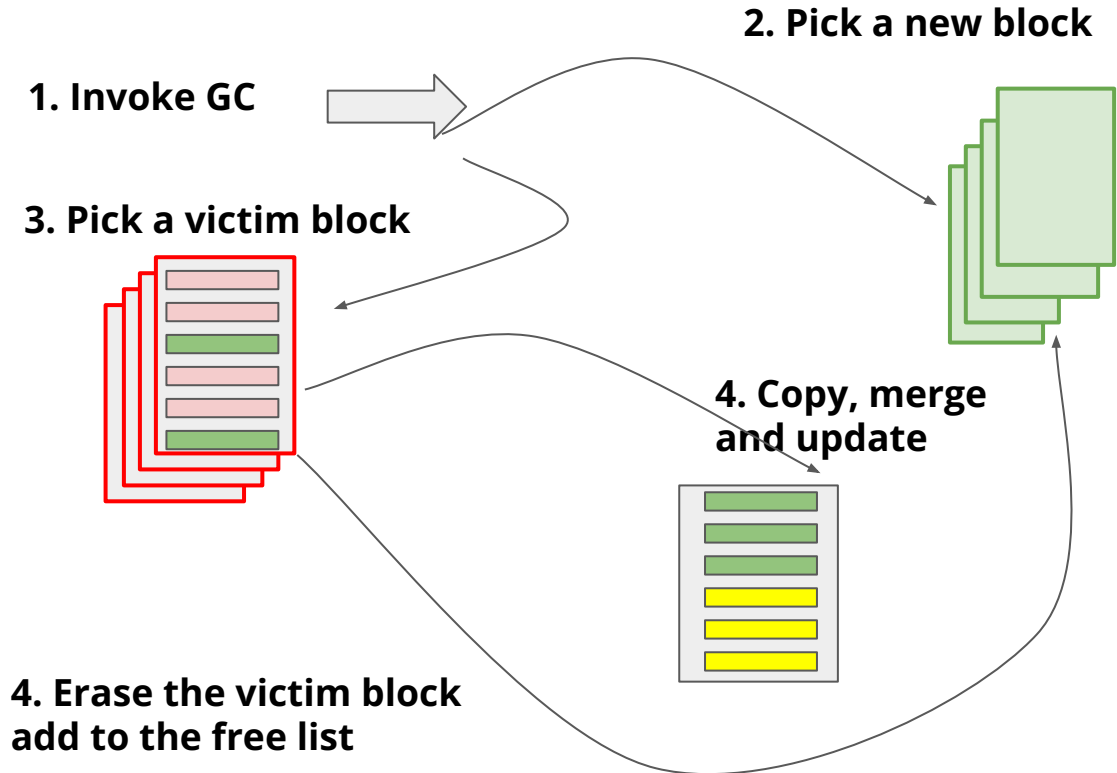 2. Pick a new block
1. Invoke GC
3. Pick a victim block
4. Copy, merge
and update
4. Erase the victim block
add to the free list